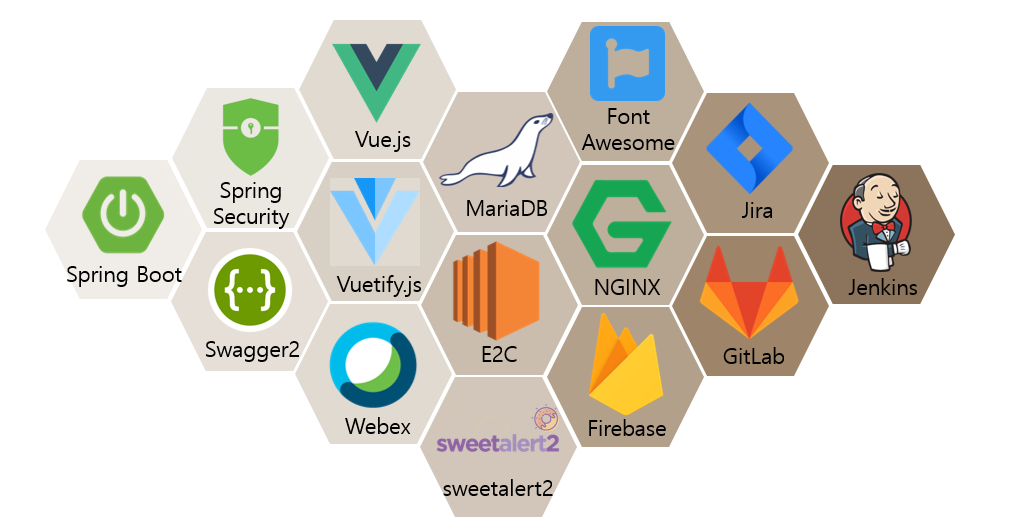 Vue.js
Font
Awesome
Spring
Security
MariaDB
Jira
Spring Boot
Vuetify.js
NGINX
Jenkins
{...}
Swagger2
E2C
GitLab
Webex
Firebase
sweetalert2
sweetalert2